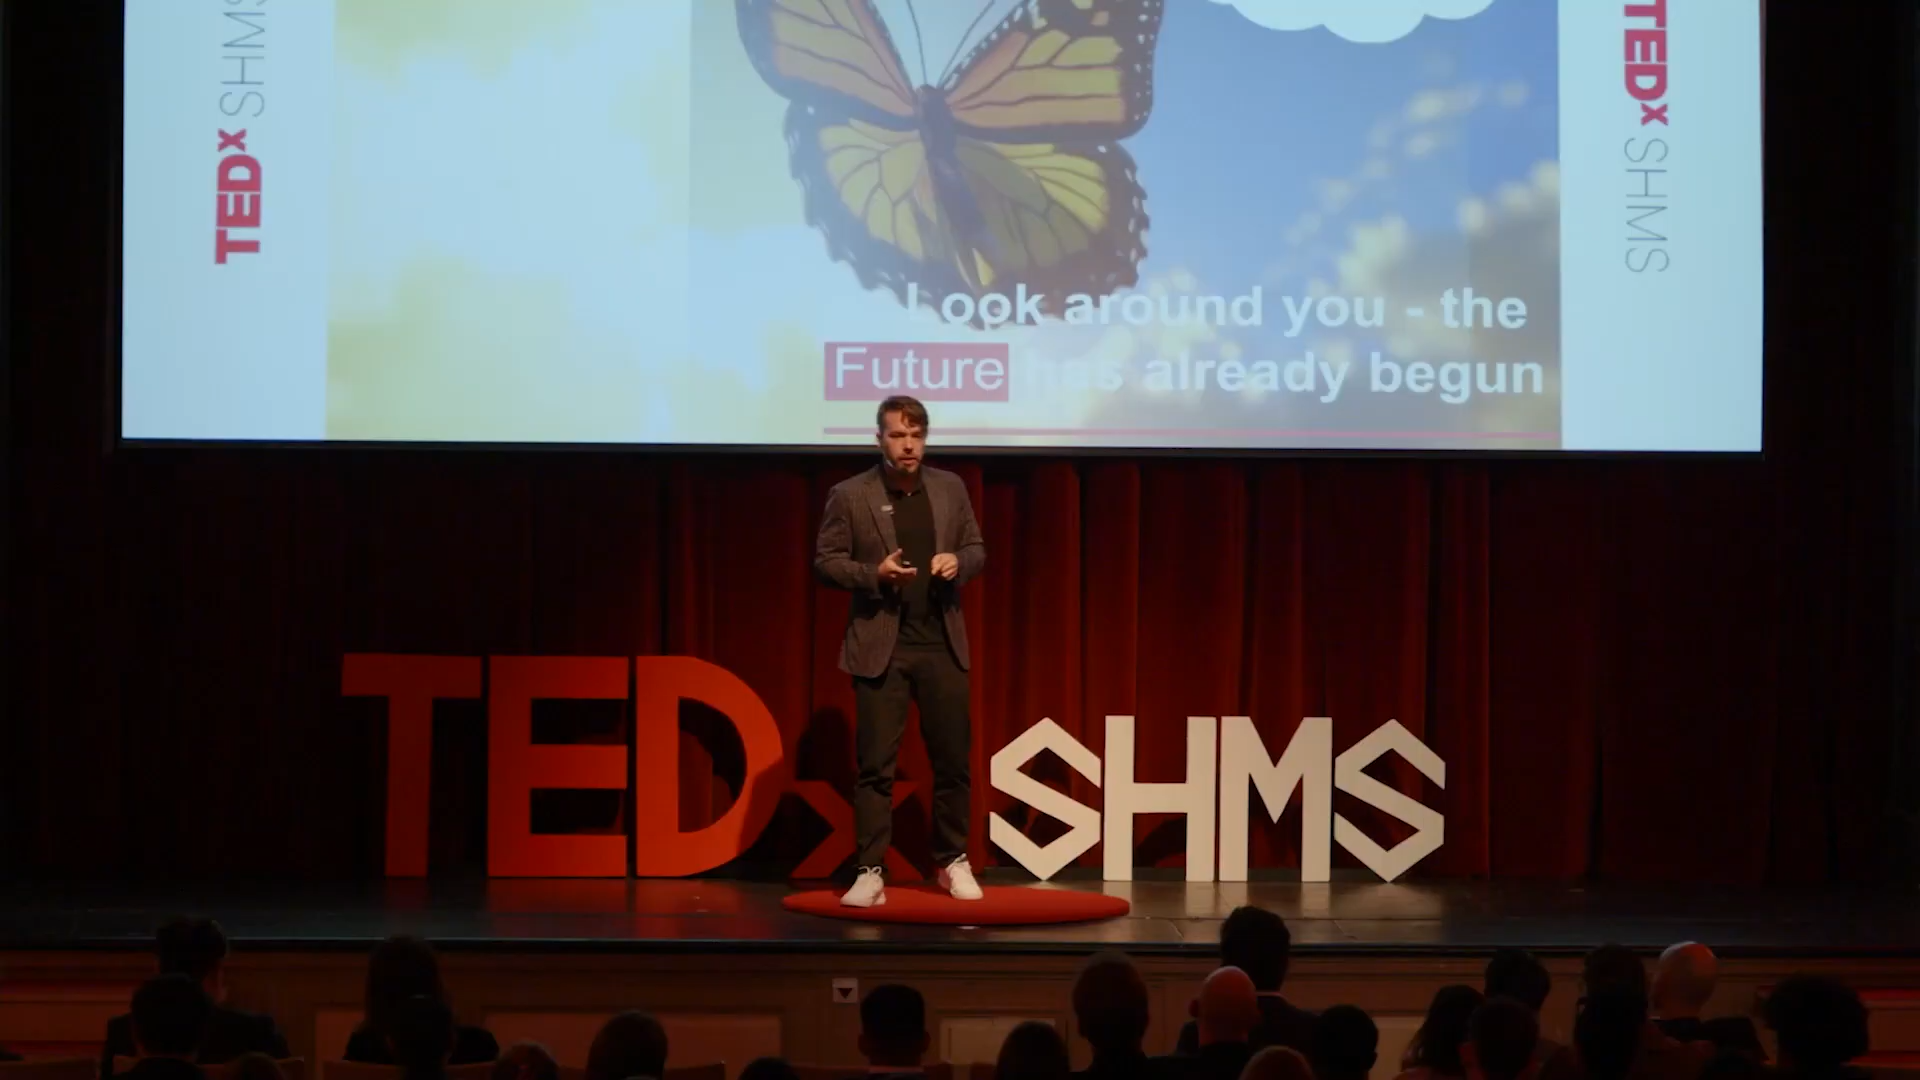 TEDx SHMS
TEDx SHMS
Look around you - the
Future has already begun
TEDx
SHMS